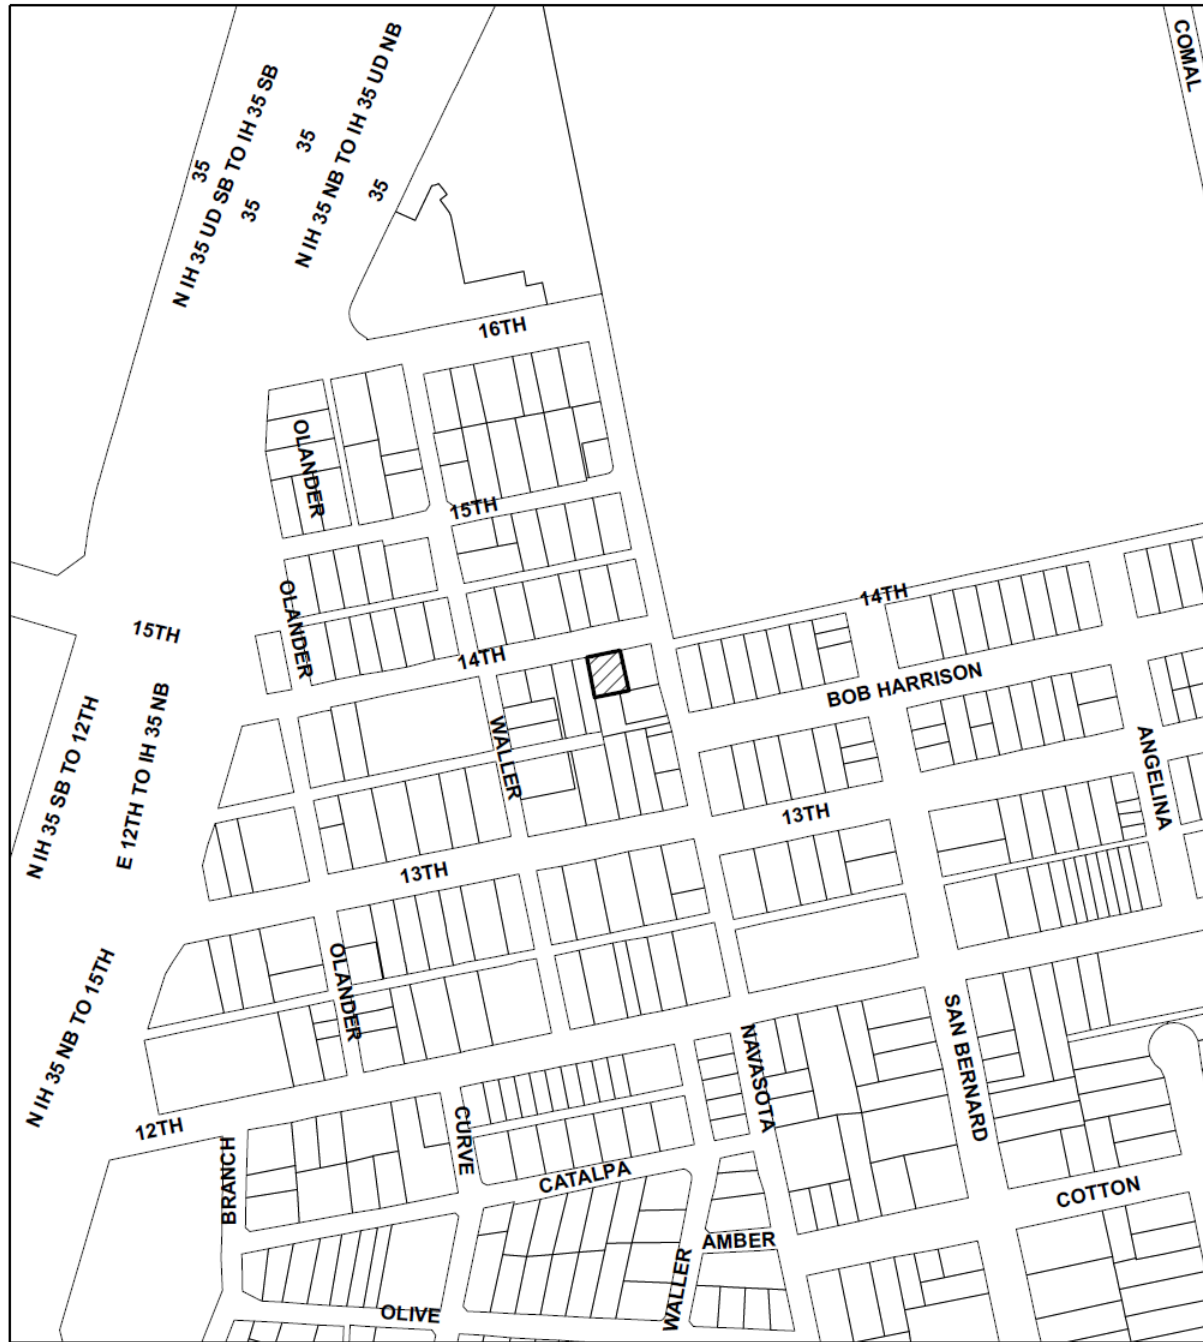 COMAL
N IH 35 UD SB TO IH 35 SB
35
35
35
35
N IH 35 NB TO IH 35 UD NB
16TH
OLANDER
15TH
OLANDER
15TH
14TH
14TH
BOB HARRISON
WALLER
ANGELINA
N IH 35 SB TO 12TH
E 12TH TO IH 35 NB
13TH
13TH
OLANDER
N IH 35 NB TO 15TH
NAVASOTA
SAN BERNARD
12TH
CURVE
BRANCH
CATALPA
COTTON
AMBER
WALLER
OLIVE